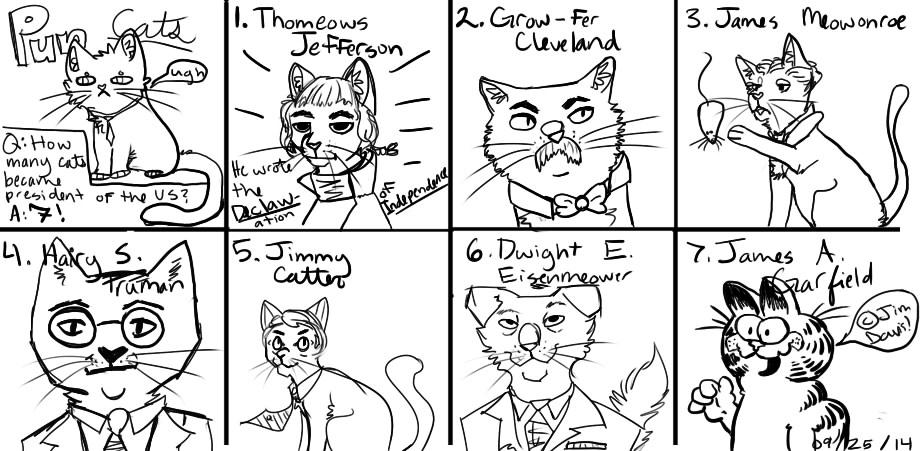 Pun Cats
ugh
Q: How
many cats
became
president of the US?
A: 7!
1. Thomeows
Jefferson
He wrote
the
Declaw-
ation
of
Independence
2. Grow-fer
Cleveland
3. James Meowonroe
4. Hairy S.
Truman
5. Jimmy
Catter
6. Dwight E.
Eisenmeower
7. James A.
Garfield
© Jim
Davis!
09/25/14